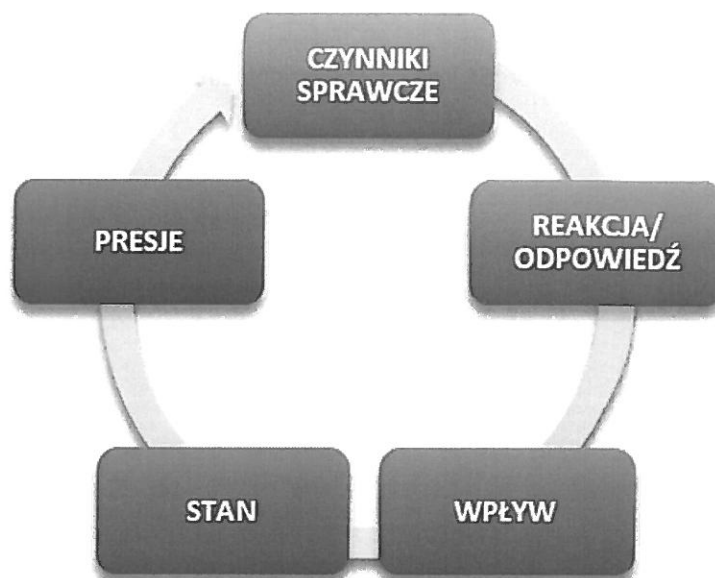 CZYNNIKI
SPRAWCZE
REAKCJA/
ODPOWIEDŹ
WPŁYW
STAN
PRESJE